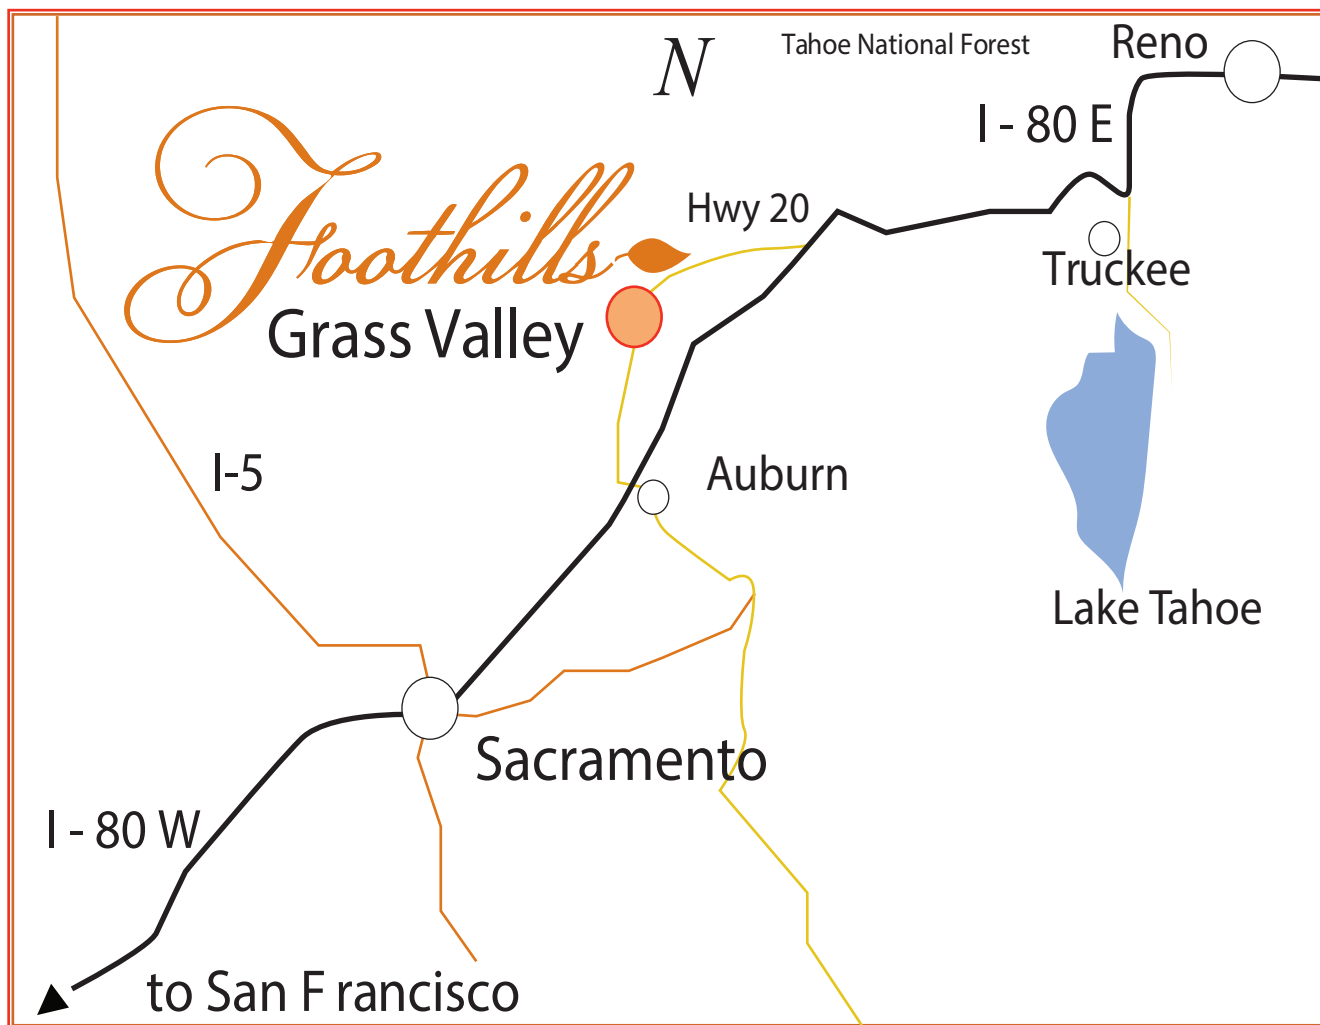 Reno
N
Tahoe National Forest
I - 80 E
Foothills
Hwy 20
Truckee
Grass Valley
I-5
Auburn
Lake Tahoe
Sacramento
I - 80 W
to San F rancisco